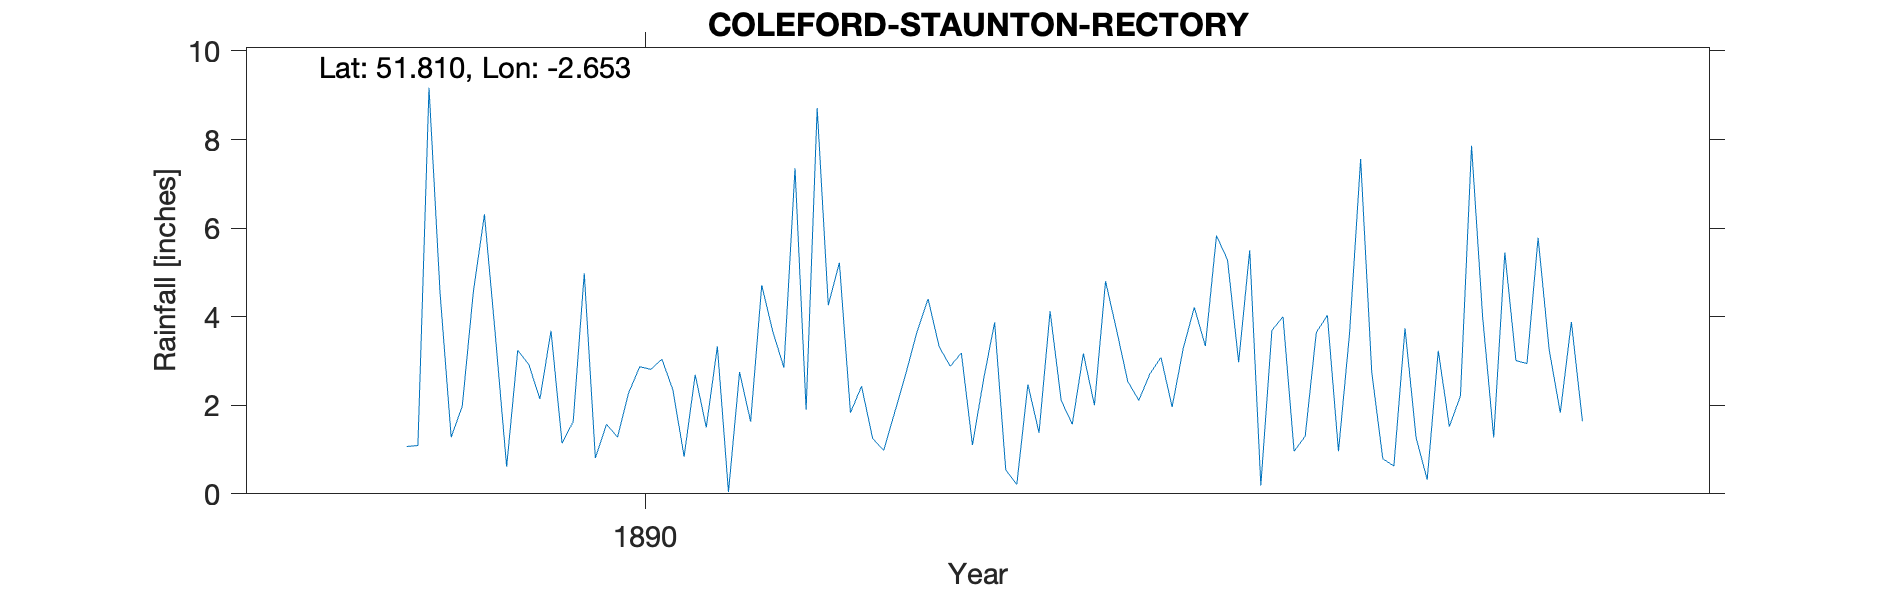 COLEFORD-STAUNTON-RECTORY
Lat: 51.810, Lon: -2.653
10
8
6
4
2
0
Rainfall [inches]
1890
Year